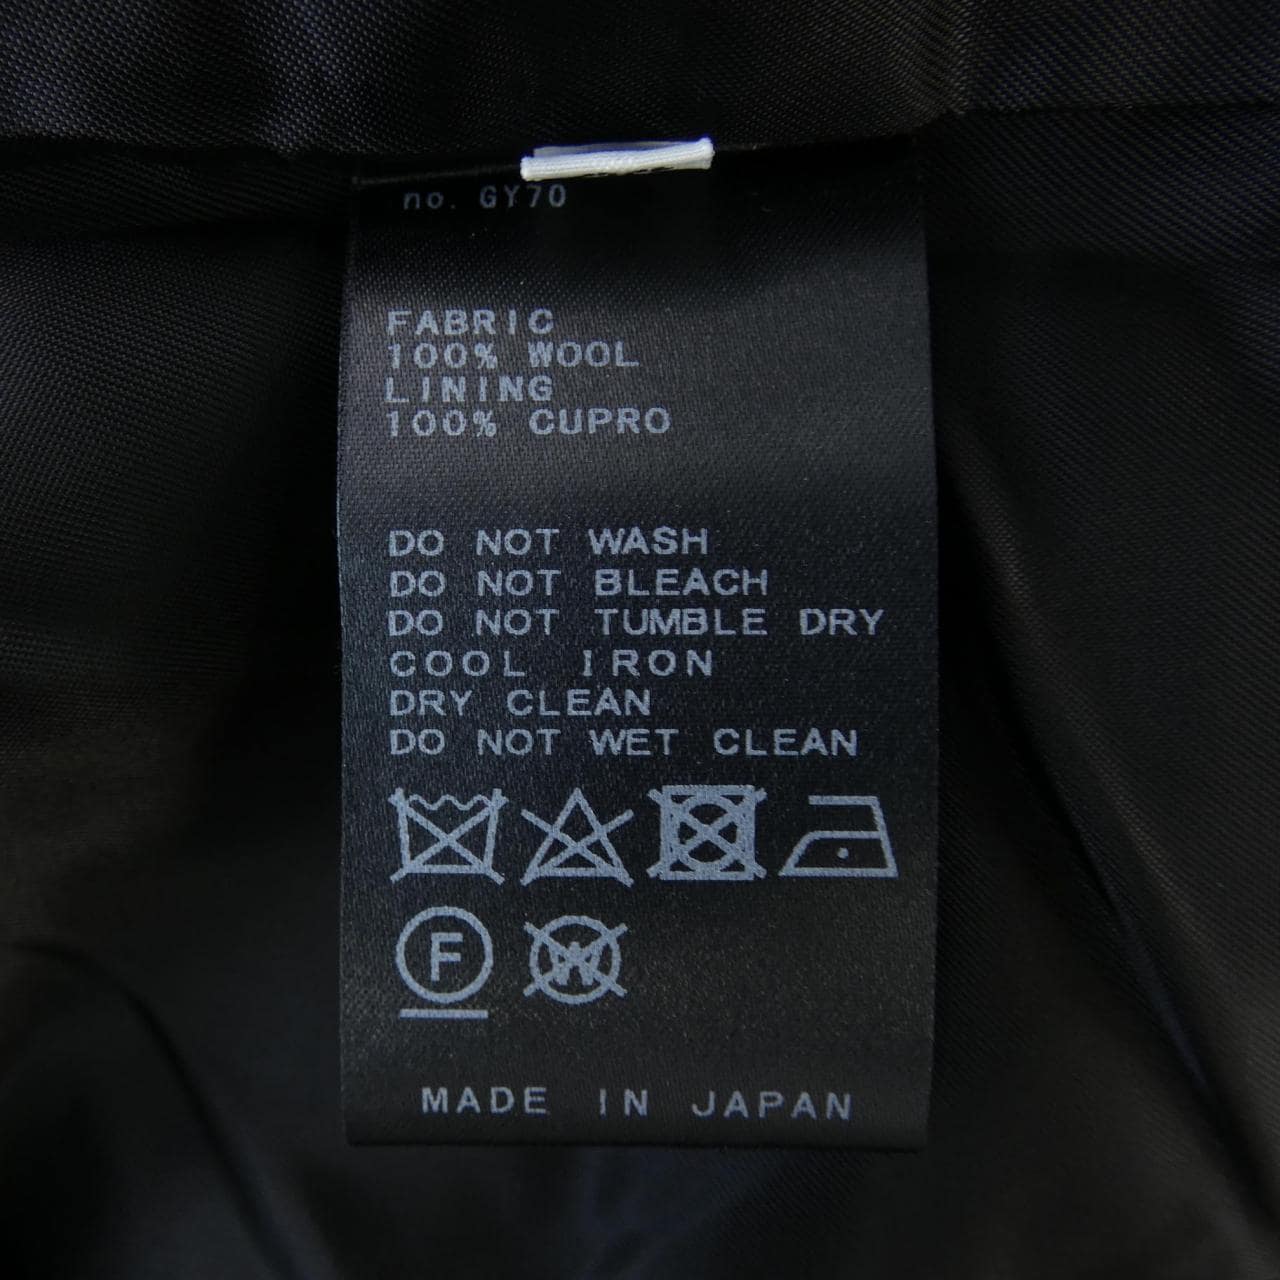 no. GY70
FABRIC
100% WOOL
LINING
100% CUPRO
DO NOT WASH
DO NOT BLEACH
DO NOT TUMBLE DRY
COOL IRON
DRY CLEAN
DO NOT WET CLEAN
F W
MADE IN JAPAN